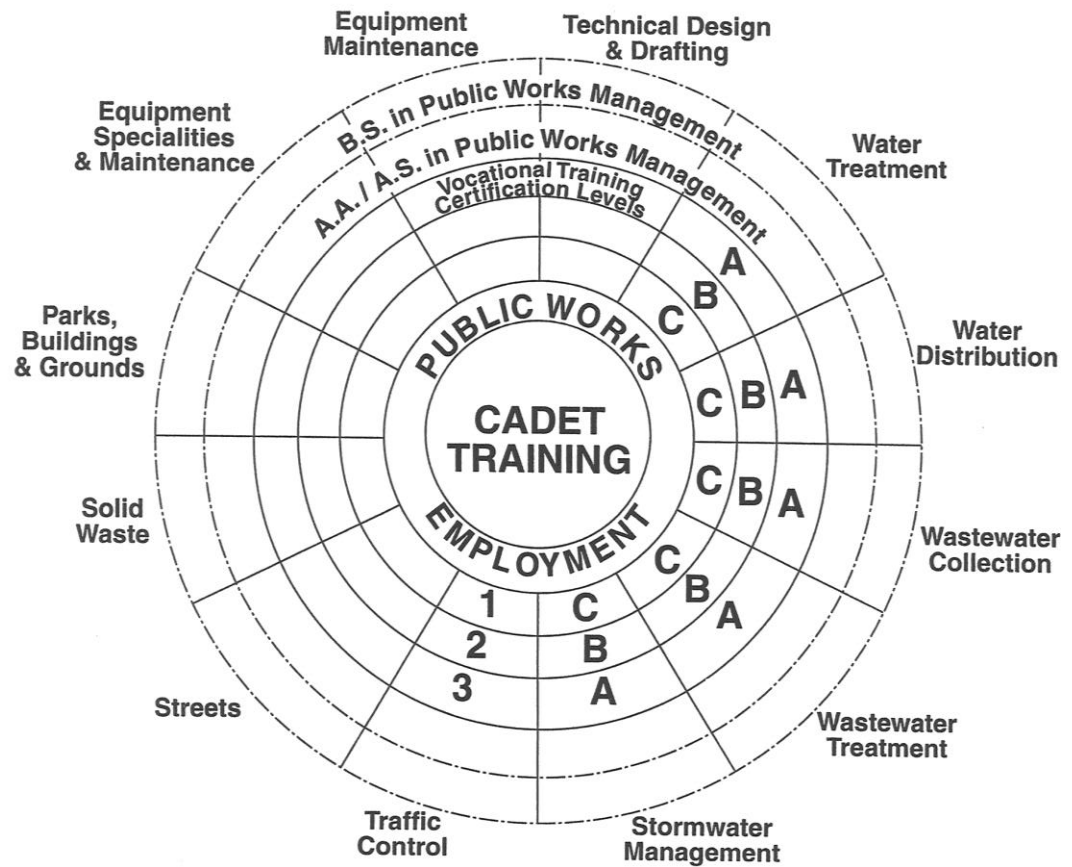 Equipment
Maintenance
Technical Design
& Drafting
Equipment
Specialities
& Maintenance
Water
Treatment
Parks,
Buildings
& Grounds
Water
Distribution
Solid
Waste
Wastewater
Collection
Streets
Wastewater
Treatment
Traffic
Control
Stormwater
Management
B.S. in Public Works Management
A.A. / A.S. in Public Works Management
Vocational Training
Certification Levels
PUBLIC WORKS
CADET
TRAINING
EMPLOYMENT
A
B
C
C B A
C B A
C
B
A
C
B
A
1
2
3